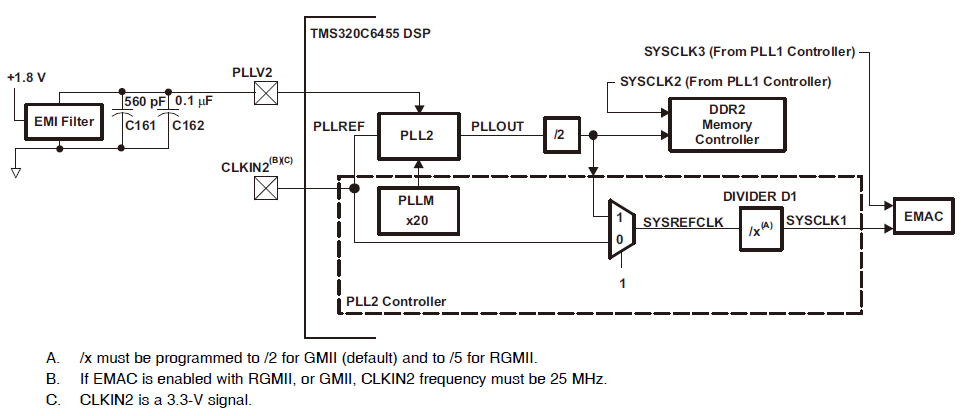 TMS320C6455 DSP
SYSCLK3 (From PLL1 Controller)
+1.8 V
PLLV2
SYSCLK2 (From PLL1 Controller)
560 pF
0.1 µF
EMI Filter
C161
C162
PLLREF
PLL2
PLLOUT
/2
DDR2
Memory
Controller
CLKIN2(B)(C)
PLLM
x20
DIVIDER D1
1
0
SYSREFCLK
/x(A)
SYSCLK1
EMAC
1
PLL2 Controller
A. /x must be programmed to /2 for GMII (default) and to /5 for RGMII.
B. If EMAC is enabled with RGMII, or GMII, CLKIN2 frequency must be 25 MHz.
C. CLKIN2 is a 3.3-V signal.